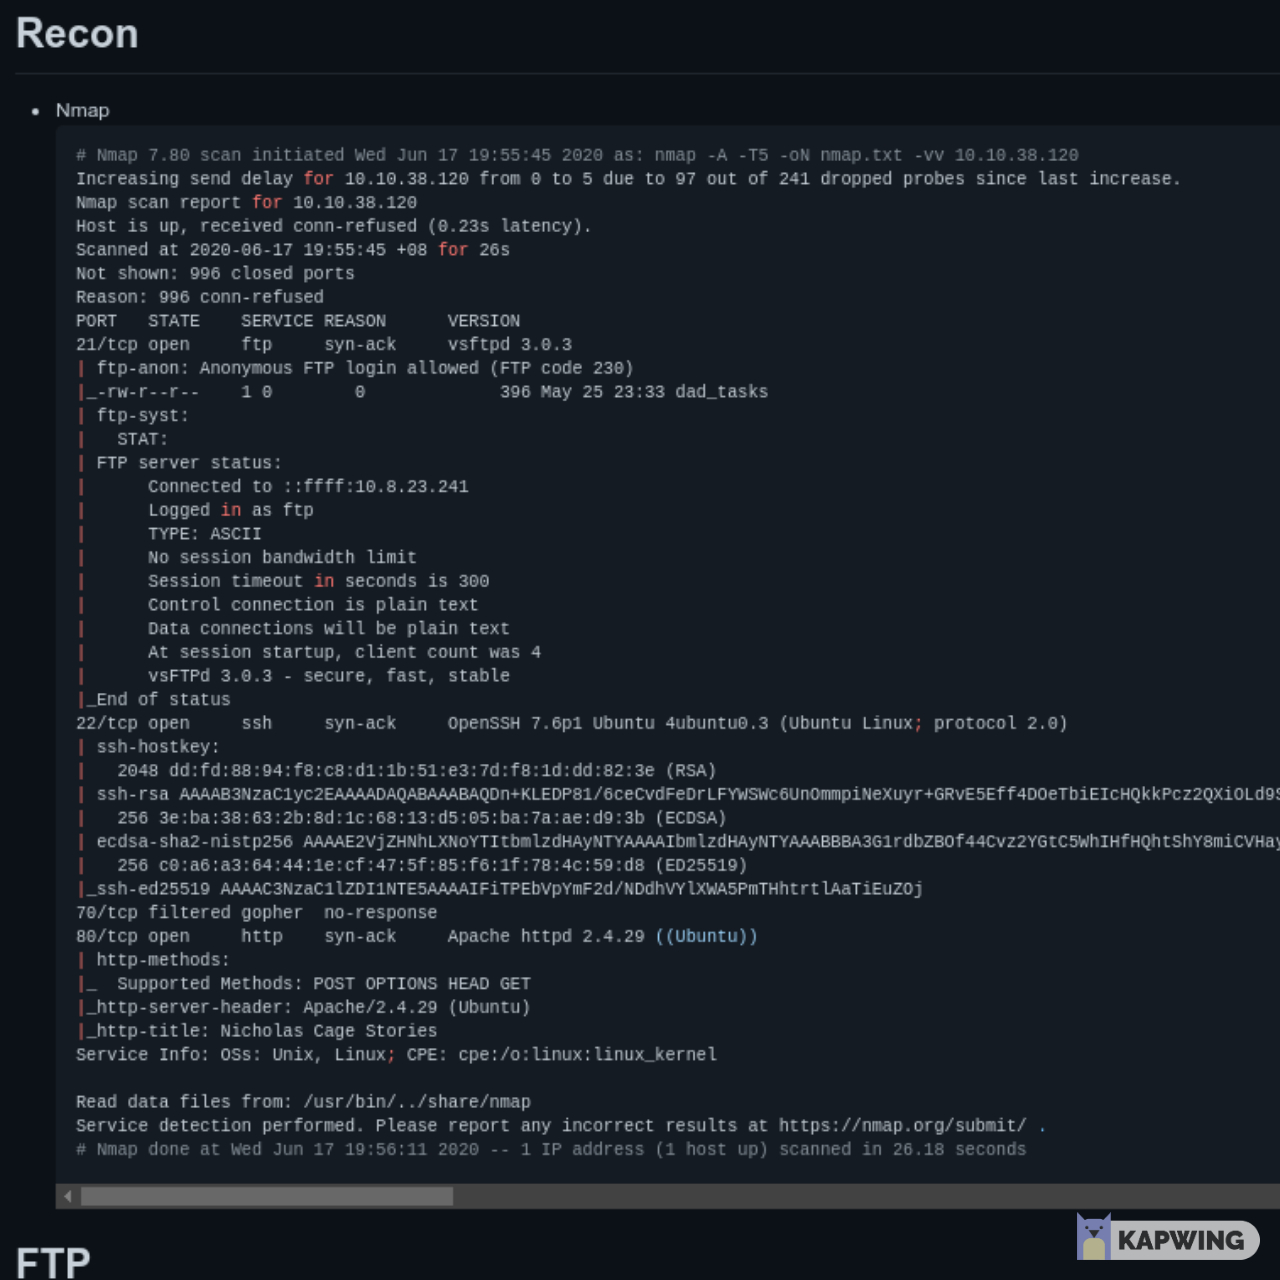 Recon
• Nmap
# Nmap 7.80 scan initiated Wed Jun 17 19:55:45 2020 as: nmap -A -T5 -oN nmap.txt -vv 10.10.38.120
Increasing send delay for 10.10.38.120 from 0 to 5 due to 97 out of 241 dropped probes since last increase.
Nmap scan report for 10.10.38.120
Host is up, received conn-refused (0.23s latency).
Scanned at 2020-06-17 19:55:45 +08 for 26s
Not shown: 996 closed ports
Reason: 996 conn-refused
PORT   STATE    SERVICE REASON      VERSION
21/tcp open     ftp     syn-ack     vsftpd 3.0.3
| ftp-anon: Anonymous FTP login allowed (FTP code 230)
|_-rw-r--r--    1 0        0             396 May 25 23:33 dad_tasks
| ftp-syst:
|   STAT:
| FTP server status:
|      Connected to ::ffff:10.8.23.241
|      Logged in as ftp
|      TYPE: ASCII
|      No session bandwidth limit
|      Session timeout in seconds is 300
|      Control connection is plain text
|      Data connections will be plain text
|      At session startup, client count was 4
|      vsFTPd 3.0.3 - secure, fast, stable
|_End of status
22/tcp open     ssh     syn-ack     OpenSSH 7.6p1 Ubuntu 4ubuntu0.3 (Ubuntu Linux; protocol 2.0)
| ssh-hostkey:
|   2048 dd:fd:88:94:f8:c8:d1:1b:51:e3:7d:f8:1d:dd:82:3e (RSA)
| ssh-rsa AAAAB3NzaC1yc2EAAAADAQABAAABAQDn+KLEDP81/6ceCvdFeDrLFYWSWc6UnOmmpiNeXuyr+GRvE5Eff4DOeTbiEIcHQkkPcz2QXiOLd9S
|   256 3e:ba:38:63:2b:8d:1c:68:13:d5:05:ba:7a:ae:d9:3b (ECDSA)
| ecdsa-sha2-nistp256 AAAAE2VjZHNhLXNoYTItbmlzdHAyNTYAAAAIbmlzdHAyNTYAAABBBA3G1rdbZBOf44Cvz2YGtC5WhIHfHQhtShY8miCVHay
|   256 c0:a6:a3:64:44:1e:cf:47:5f:85:f6:1f:78:4c:59:d8 (ED25519)
|_ssh-ed25519 AAAAC3NzaC1lZDI1NTE5AAAAIFiTPEbVpYmF2d/NDdhVYlXWA5PmTHhtrtlAaTiEuZOj
70/tcp filtered gopher  no-response
80/tcp open     http    syn-ack     Apache httpd 2.4.29 ((Ubuntu))
| http-methods:
|_  Supported Methods: POST OPTIONS HEAD GET
|_http-server-header: Apache/2.4.29 (Ubuntu)
|_http-title: Nicholas Cage Stories
Service Info: OSs: Unix, Linux; CPE: cpe:/o:linux:linux_kernel
Read data files from: /usr/bin/../share/nmap
Service detection performed. Please report any incorrect results at https://nmap.org/submit/ .
# Nmap done at Wed Jun 17 19:56:11 2020 -- 1 IP address (1 host up) scanned in 26.18 seconds
KAPWING
FTP